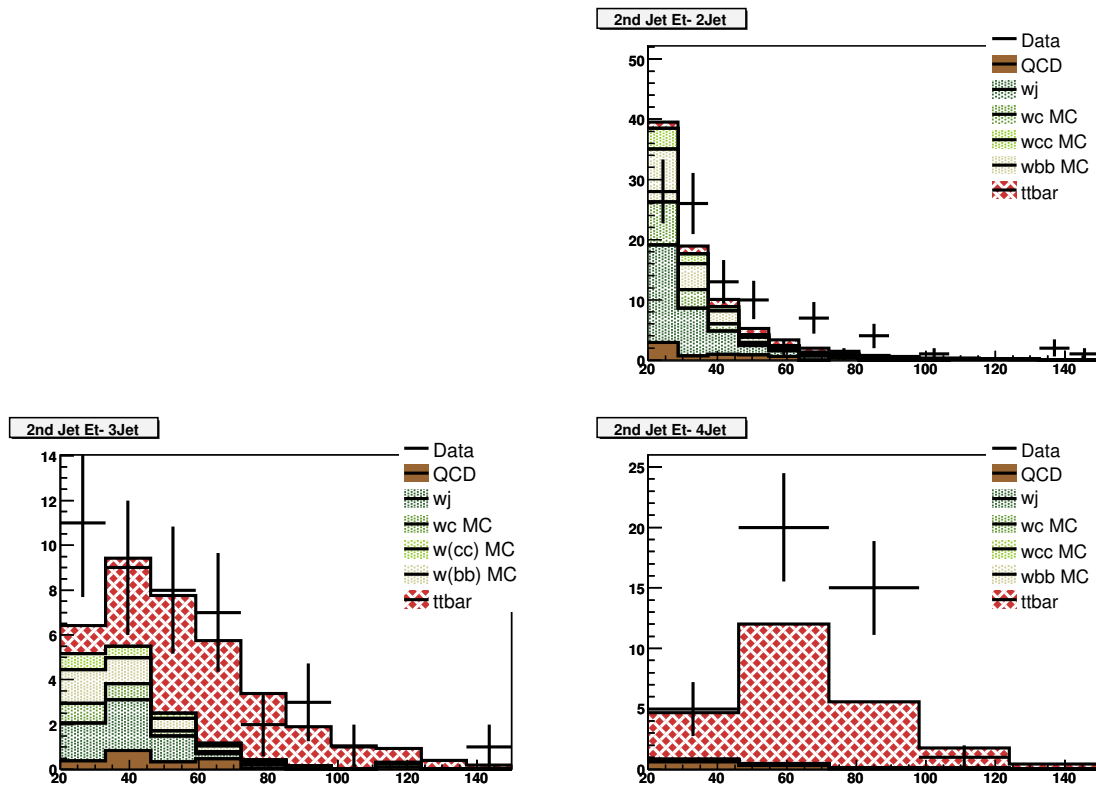 2nd Jet Et- 2Jet
Data
QCD
wj
wc MC
wcc MC
wbb MC
ttbar
50
40
30
20
10
0
20 40 60 80 100 120 140
2nd Jet Et- 3Jet
Data
QCD
wj
wc MC
w(cc) MC
w(bb) MC
ttbar
14
12
10
8
6
4
2
0
20 40 60 80 100 120 140
2nd Jet Et- 4Jet
Data
QCD
wj
wc MC
wcc MC
wbb MC
ttbar
25
20
15
10
5
0
20 40 60 80 100 120 140